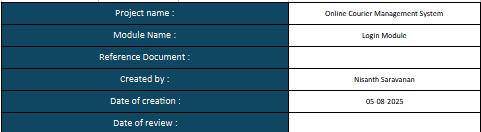 Project name : Online Courier Management System
Module Name : Login Module
Reference Document :
Created by : Nisanth Saravanan
Date of creation : 05-08-2025
Date of review :